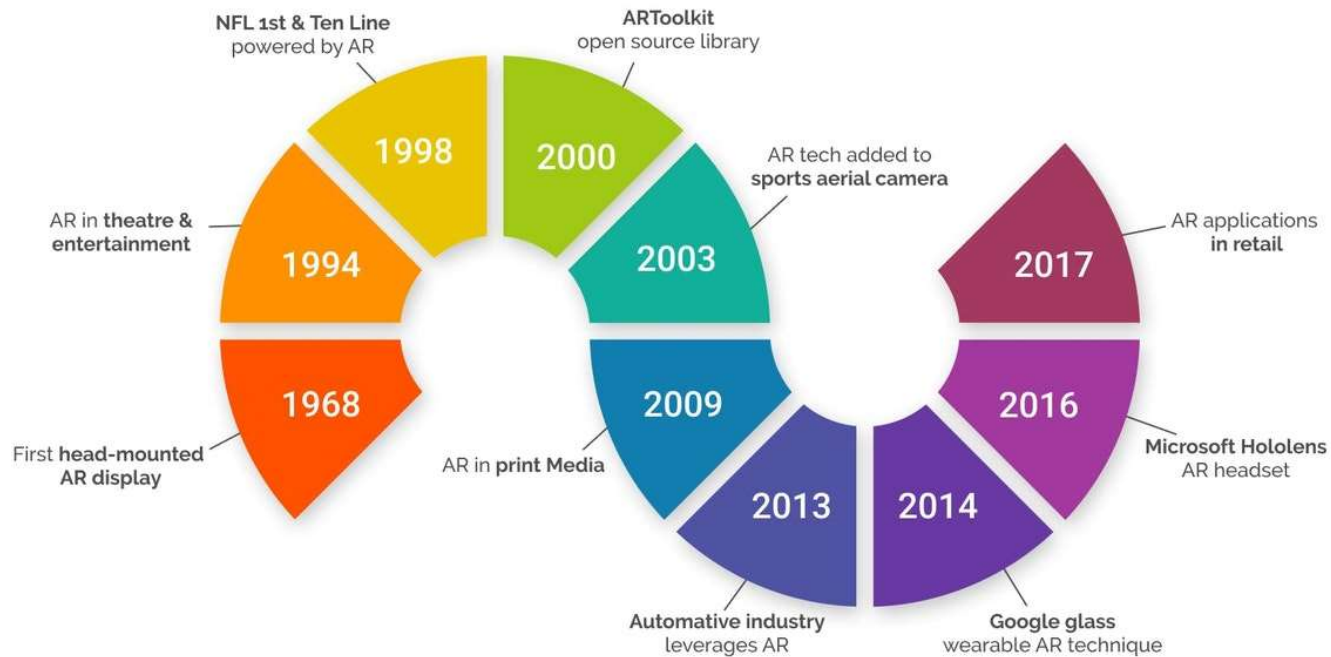 First head-mounted
AR display
1968
AR in theatre &
entertainment
1994
NFL 1st & Ten Line
powered by AR
1998
ARToolkit
open source library
2000
AR tech added to
sports aerial camera
2003
AR in print Media
2009
Automative industry
leverages AR
2013
Google glass
wearable AR technique
2014
Microsoft Hololens
AR headset
2016
AR applications
in retail
2017